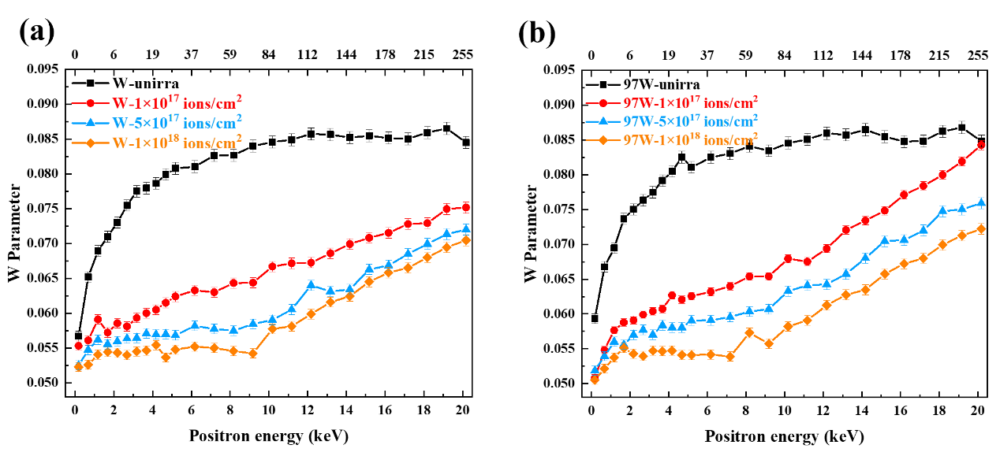 (a)
0 6 19 37 59 84 112 144 178 215 255
0.095
0.090
0.085
0.080
0.075
0.070
0.065
0.060
0.055
0.050
W Parameter
W-unirra
W-1×10¹⁷ ions/cm²
W-5×10¹⁷ ions/cm²
W-1×10¹⁸ ions/cm²
0 2 4 6 8 10 12 14 16 18 20
Positron energy (keV)
(b)
0 6 19 37 59 84 112 144 178 215 255
0.095
0.090
0.085
0.080
0.075
0.070
0.065
0.060
0.055
0.050
W Parameter
97W-unirra
97W-1×10¹⁷ ions/cm²
97W-5×10¹⁷ ions/cm²
97W-1×10¹⁸ ions/cm²
0 2 4 6 8 10 12 14 16 18 20
Positron energy (keV)